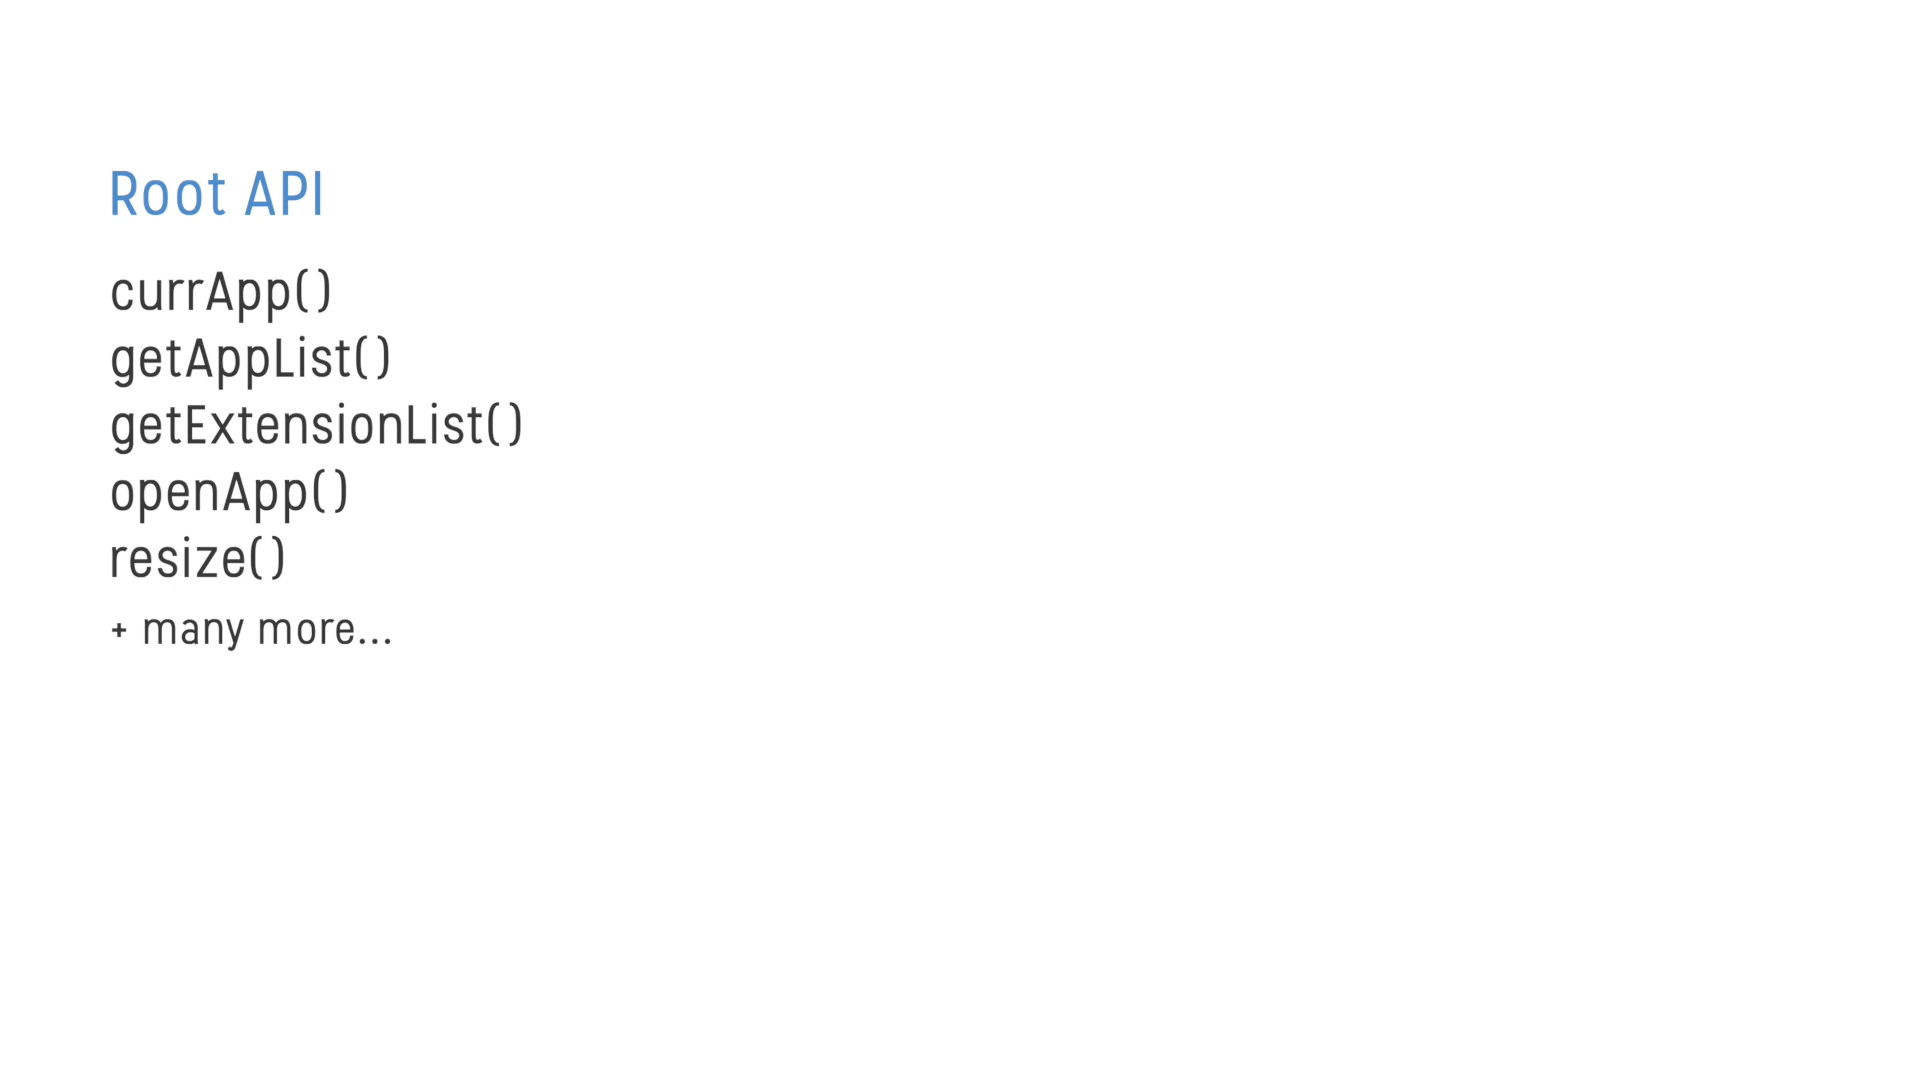 Root API
currApp()
getAppList()
getExtensionList()
openApp()
resize()
+ many more...